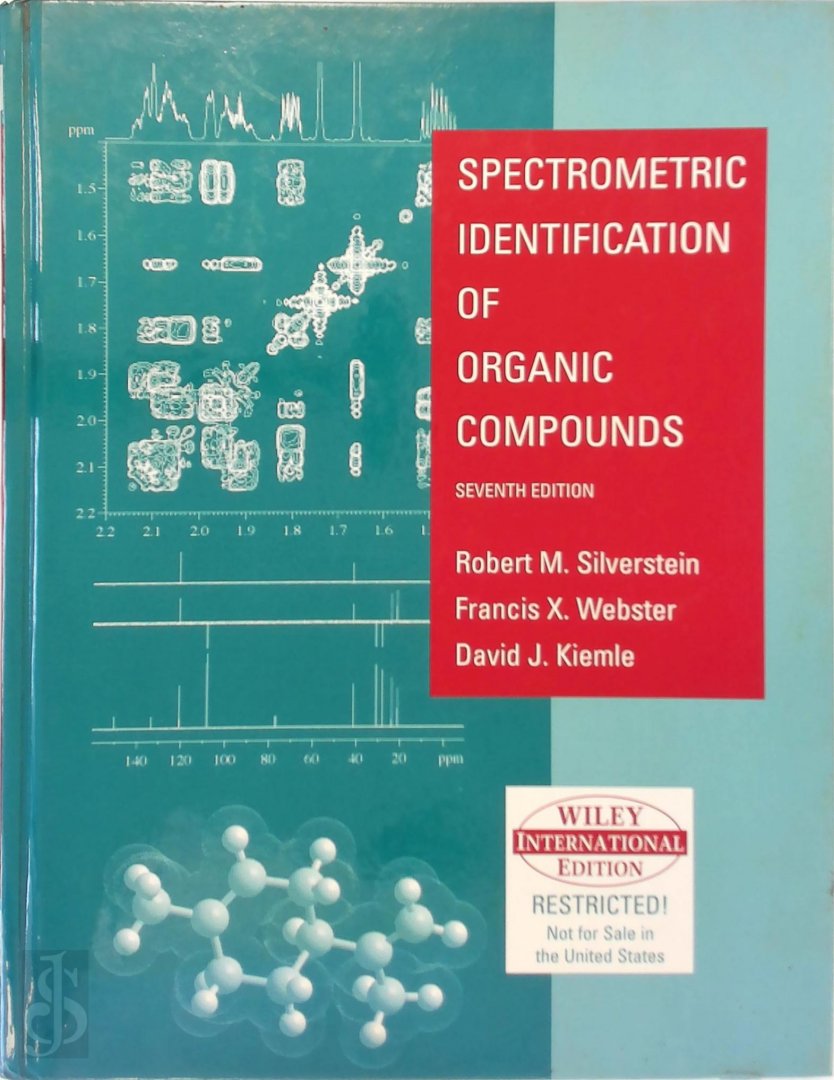 ppm
1.5
1.6
1.7
1.8
1.9
2.0
2.1
2.2
2.2 2.1 2.0 1.9 1.8 1.7 1.6
SPECTROMETRIC
IDENTIFICATION
OF
ORGANIC
COMPOUNDS
SEVENTH EDITION
Robert M. Silverstein
Francis X. Webster
David J. Kiemle
140 120 100 80 60 40 20 ppm
WILEY
INTERNATIONAL
EDITION
RESTRICTED!
Not for Sale in
the United States